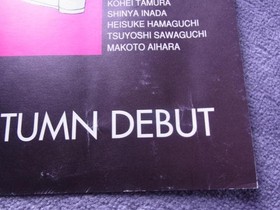 KOHEI TAMURA
SHINYA INADA
HEISUKE HAMAGUCHI
TSUYOSHI SAWAGUCHI
MAKOTO AIHARA
TUMN DEBUT